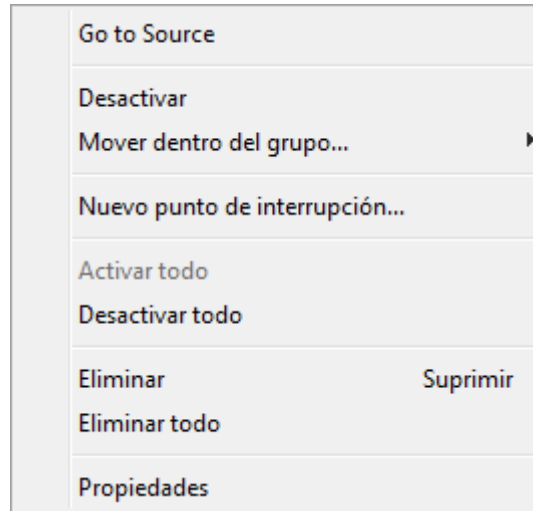 Go to Source
Desactivar
Mover dentro del grupo...
Nuevo punto de interrupción...
Activar todo
Desactivar todo
Eliminar Suprimir
Eliminar todo
Propiedades